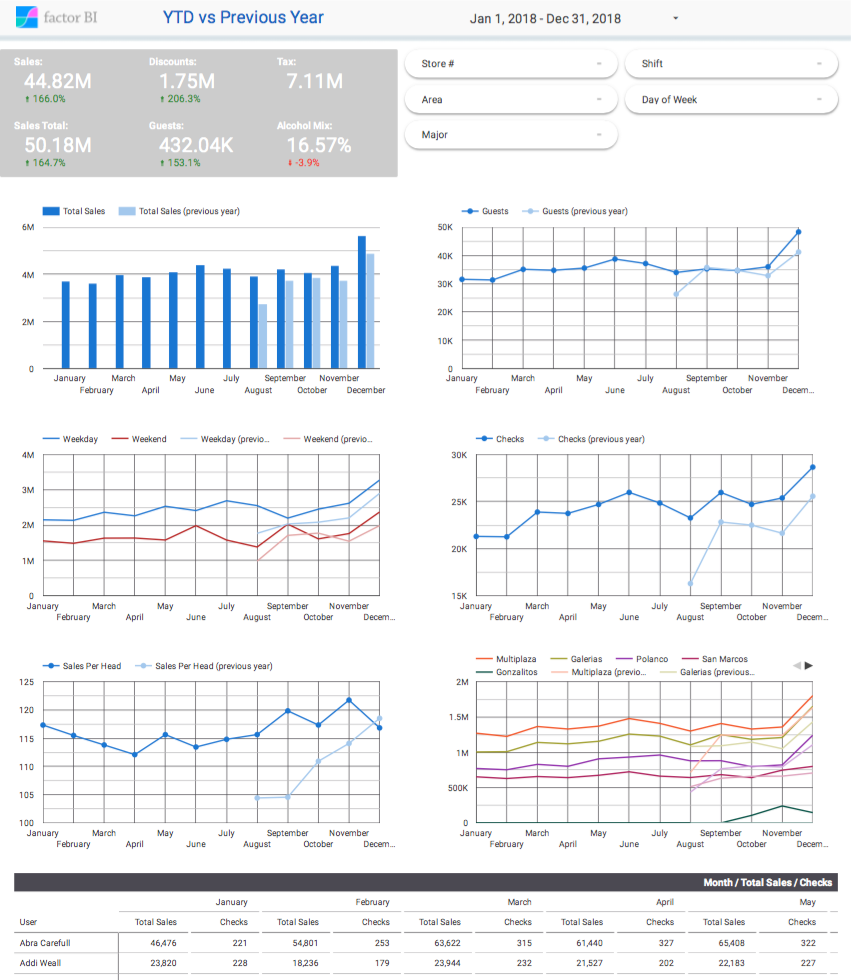 factor BI
YTD vs Previous Year
Jan 1, 2018 - Dec 31, 2018
Sales: Discounts: Tax:
44.82M 1.75M 7.11M
166.0% 206.3%
Sales Total: Guests: Alcohol Mix:
50.18M 432.04K 16.57%
164.7% 153.1% -3.9%
Store # Shift
Area Day of Week
Major
Total Sales Total Sales (previous year)
6M
4M
2M
0
January March May July September November
February April June August October December
Guests Guests (previous year)
50K
40K
30K
20K
10K
0
January March May July September November
February April June August October Decem...
Weekday Weekend Weekday (previo... Weekend (previo...
4M
3M
2M
1M
0
January March May July September November
February April June August October Decem...
Checks Checks (previous year)
30K
25K
20K
15K
January March May July September November
February April June August October Decem...
Sales Per Head Sales Per Head (previous year)
125
120
115
110
105
100
January March May July September November
February April June August October Decem...
Multiplaza Galerias Polanco San Marcos
Gonzalitos Multiplaza (previo... Galerias (previous...
2M
1.5M
1M
500K
0
January March May July September November
February April June August October Decem...
Month / Total Sales / Checks
January February March April May
User Total Sales Checks Total Sales Checks Total Sales Checks Total Sales Checks Total Sales Checks
Abra Carefull 46,476 221 54,801 253 63,622 315 61,440 327 65,408 322
Addi Weall 23,820 228 18,236 179 23,944 232 21,527 202 22,183 227